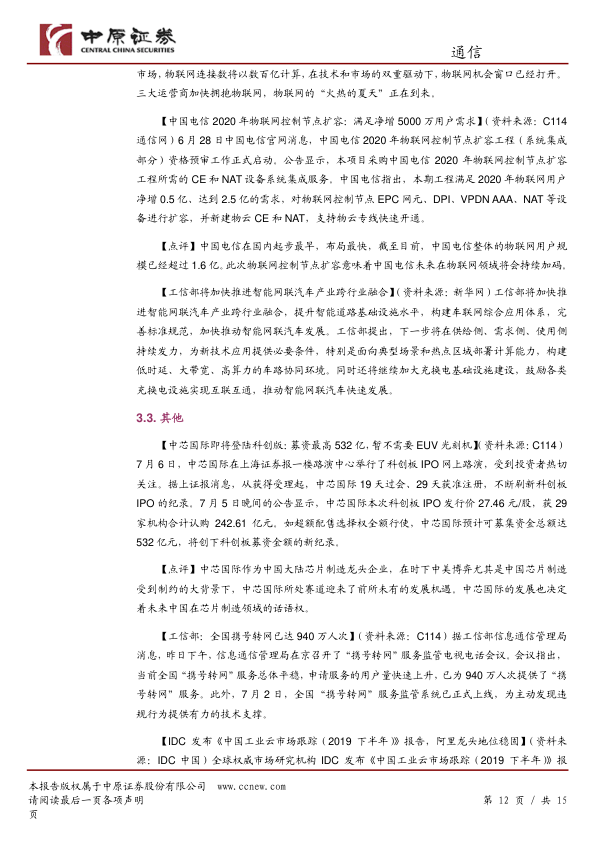 中原证券
CENTRAL CHINA SECURITIES
通信
市场，物联网连接数将以数百亿计算，在技术和市场的双重驱动下，物联网机会窗口已经打开。
三大运营商加快拥抱物联网，物联网的“火热的夏天”正在到来。
【中国电信 2020 年物联网控制节点扩容：满足净增 5000 万用户需求】（资料来源：C114
通信网）6 月 28 日中国电信官网消息，中国电信 2020 年物联网控制节点扩容工程（系统集成
部分）资格预审工作正式启动。公告显示，本项目采购中国电信 2020 年物联网控制节点扩容
工程所需的 CE 和 NAT 设备系统集成服务。中国电信指出，本期工程满足 2020 年物联网用户
净增 0.5 亿、达到 2.5 亿的需求，对物联网控制节点 EPC 网元、DPI、VPDN AAA、NAT 等设
备进行扩容，并新建物云 CE 和 NAT，支持物云专线快速开通。
【点评】中国电信在国内起步最早，布局最快，截至目前，中国电信整体的物联网用户规
模已经超过 1.6 亿。此次物联网控制节点扩容意味着中国电信未来在物联网领域将会持续加码。
【工信部将加快推进智能网联汽车产业跨行业融合】（资料来源：新华网）工信部将加快推
进智能网联汽车产业跨行业融合，提升智能道路基础设施水平，构建车联网综合应用体系，完
善标准规范，加快推动智能网联汽车发展。工信部提出，下一步将在供给侧、需求侧、使用侧
持续发力，为新技术应用提供必要条件，特别是面向典型场景和热点区域部署计算能力，构建
低时延、大带宽、高算力的车路协同环境。同时还将继续加大充换电基础设施建设，鼓励各类
充换电设施实现互联互通，推动智能网联汽车快速发展。
3.3. 其他
【中芯国际即将登陆科创版：募资最高 532 亿，暂不需要 EUV 光刻机】（资料来源：C114）
7 月 6 日，中芯国际在上海证券报一楼路演中心举行了科创板 IPO 网上路演，受到投资者热切
关注。据上证报消息，从获得受理起，中芯国际 19 天过会、29 天获准注册，不断刷新科创板
IPO 的纪录。7 月 5 日晚间的公告显示，中芯国际本次科创板 IPO 发行价 27.46 元/股，获 29
家机构合计认购 242.61 亿元。如超额配售选择权全额行使，中芯国际预计可募集资金总额达
532 亿元，将创下科创板募资金额的新纪录。
【点评】中芯国际作为中国大陆芯片制造龙头企业，在时下中美博弈尤其是中国芯片制造
受到制约的大背景下，中芯国际所处赛道迎来了前所未有的发展机遇。中芯国际的发展也决定
着未来中国在芯片制造领域的话语权。
【工信部：全国携号转网已达 940 万人次】（资料来源：C114）据工信部信息通信管理局
消息，昨日下午，信息通信管理局在京召开了“携号转网”服务监管电视电话会议。会议指出，
当前全国“携号转网”服务总体平稳，申请服务的用户量快速上升，已为 940 万人次提供了“携
号转网”服务。此外，7 月 2 日，全国“携号转网”服务监管系统已正式上线，为主动发现违
规行为提供有力的技术支撑。
【IDC 发布《中国工业云市场跟踪（2019 下半年）》报告，阿里龙头地位稳固】（资料来
源：IDC 中国）全球权威市场研究机构 IDC 发布《中国工业云市场跟踪（2019 下半年）》报
本报告版权属于中原证券股份有限公司 www.ccnew.com
请阅读最后一页各项声明
第 12 页 / 共 15
页